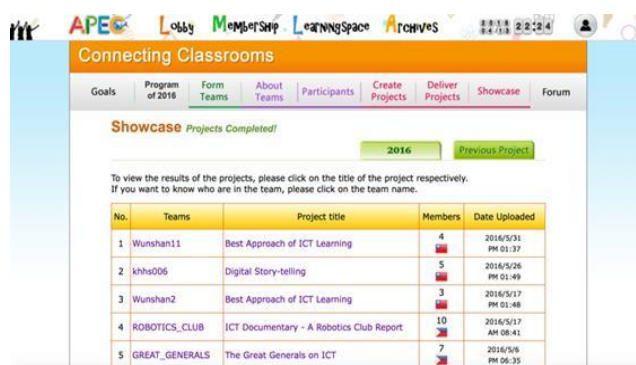 APEC Lobby MemberSHip LearNiNgSpace ArcHiVes 2018 04/13 22:24
Connecting Classrooms
Goals
Program of 2016
Form Teams
About Teams
Participants
Create Projects
Deliver Projects
Showcase
Forum
Showcase Projects Completed!
2016 Previous Project
To view the results of the projects, please click on the title of the project respectively.
If you want to know who are in the team, please click on the team name.
No. Teams Project title Members Date Uploaded
1 Wunshan11 Best Approach of ICT Learning 4 2016/5/31 PM 01:37
2 khhs006 Digital Story-telling 5 2016/5/26 PM 01:49
3 Wunshan2 Best Approach of ICT Learning 3 2016/5/17 PM 01:48
4 ROBOTICS_CLUB ICT Documentary - A Robotics Club Report 10 2016/5/17 AM 08:41
5 GREAT_GENERALS The Great Generals on ICT 7 2016/5/6 PM 06:35